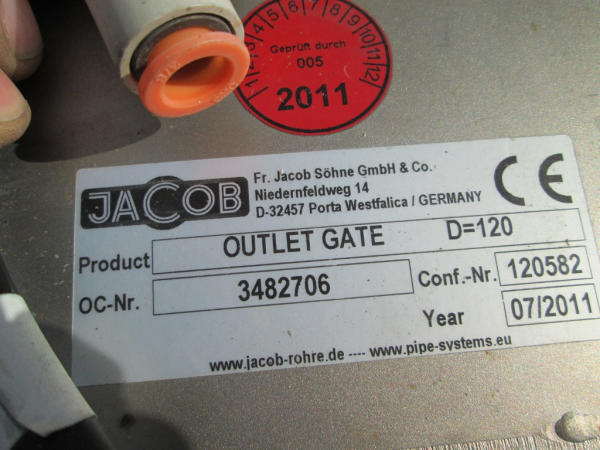 1 2 3 4 5 6 7 8 9 10 11 12
Geprüft durch
005
2011
JACOB
Fr. Jacob Söhne GmbH & Co.
Niedernfeldweg 14
D-32457 Porta Westfalica / GERMANY
CE
Product OUTLET GATE D=120
OC-Nr. 3482706 Conf.-Nr. 120582
Year 07/2011
www.jacob-rohre.de ---- www.pipe-systems.eu